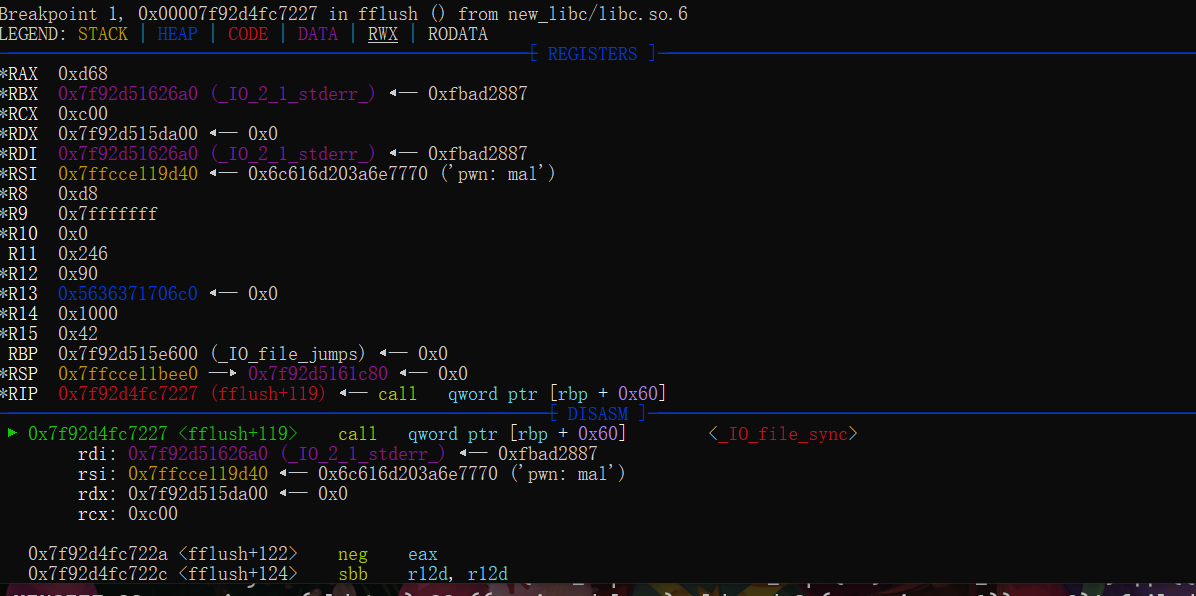 Breakpoint 1, 0x00007f92d4fc7227 in fflush () from new_libc/libc.so.6
LEGEND: STACK | HEAP | CODE | DATA | RWX | RODATA
[ REGISTERS ]
*RAX 0xd68
*RBX 0x7f92d51626a0 (_IO_2_1_stderr_) ◂— 0xfbad2887
*RCX 0xc00
*RDX 0x7f92d515da00 ◂— 0x0
*RDI 0x7f92d51626a0 (_IO_2_1_stderr_) ◂— 0xfbad2887
*RSI 0x7ffcce119d40 ◂— 0x6c616d203a6e7770 ('pwn: mal')
*R8 0xd8
*R9 0x7fffffff
*R10 0x0
R11 0x246
*R12 0x90
*R13 0x5636371706c0 ◂— 0x0
*R14 0x1000
*R15 0x42
RBP 0x7f92d515e600 (_IO_file_jumps) ◂— 0x0
*RSP 0x7ffcce11bee0 —▸ 0x7f92d5161c80 ◂— 0x0
*RIP 0x7f92d4fc7227 (fflush+119) ◂— call qword ptr [rbp + 0x60]
[ DISASM ]
► 0x7f92d4fc7227 <fflush+119> call qword ptr [rbp + 0x60] <_IO_file_sync>
rdi: 0x7f92d51626a0 (_IO_2_1_stderr_) ◂— 0xfbad2887
rsi: 0x7ffcce119d40 ◂— 0x6c616d203a6e7770 ('pwn: mal')
rdx: 0x7f92d515da00 ◂— 0x0
rcx: 0xc00
0x7f92d4fc722a <fflush+122> neg eax
0x7f92d4fc722c <fflush+124> sbb r12d, r12d